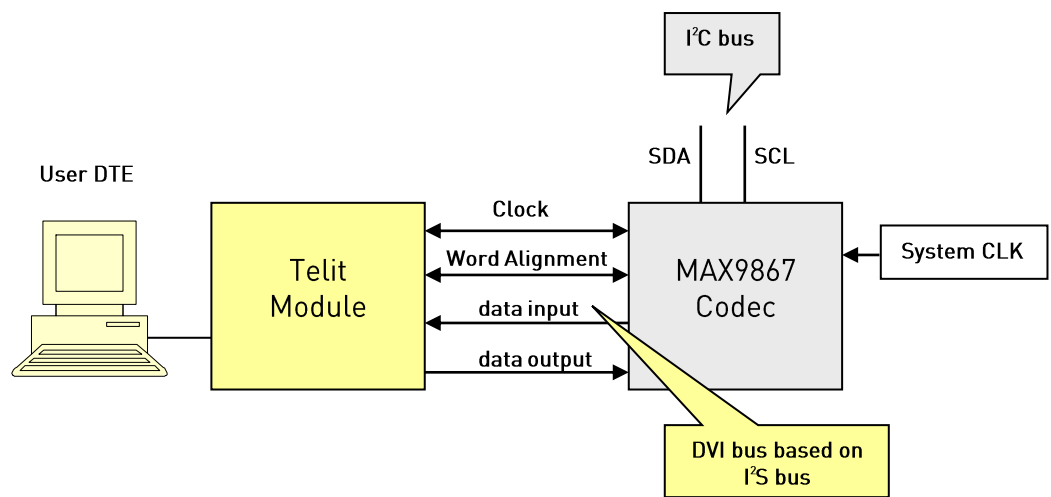 I²C bus
SDA
SCL
User DTE
Clock
Word Alignment
data input
data output
Telit
Module
MAX9867
Codec
System CLK
DVI bus based on
I²S bus